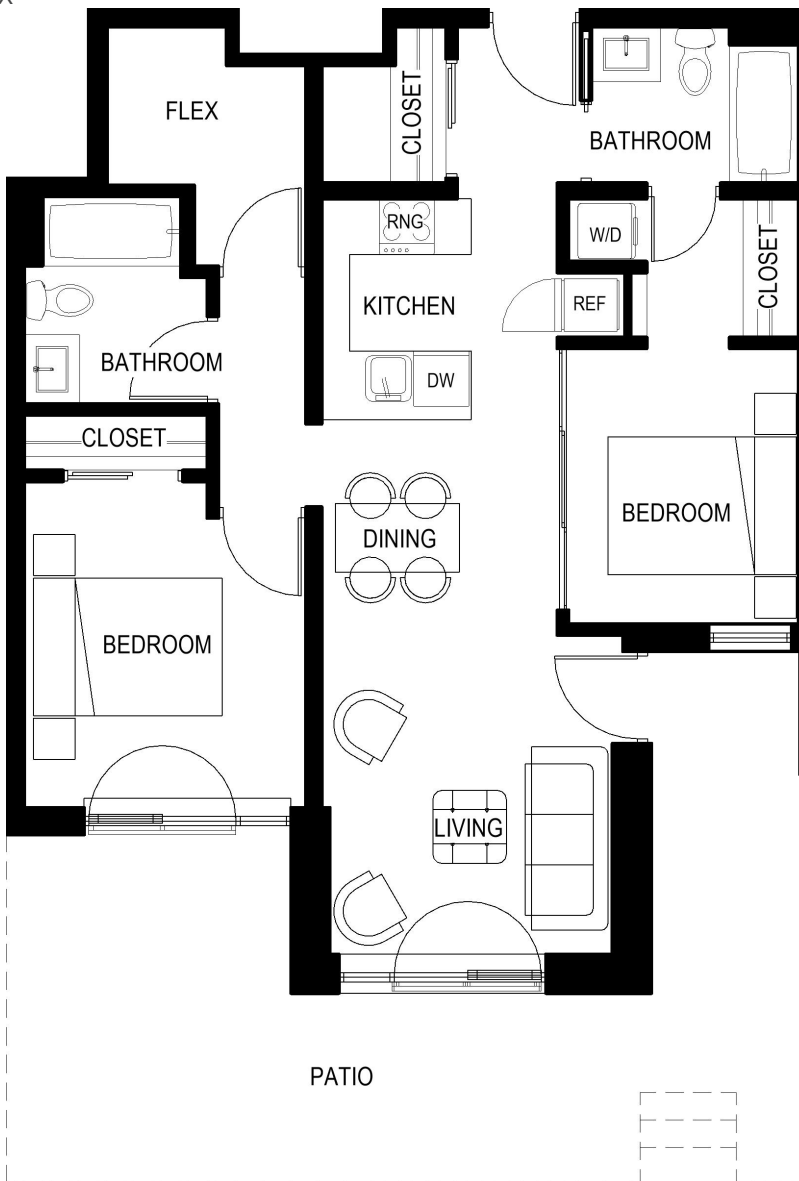 X
FLEX
CLOSET
BATHROOM
RNG
W/D
CLOSET
KITCHEN
REF
BATHROOM
DW
CLOSET
BEDROOM
DINING
BEDROOM
LIVING
PATIO